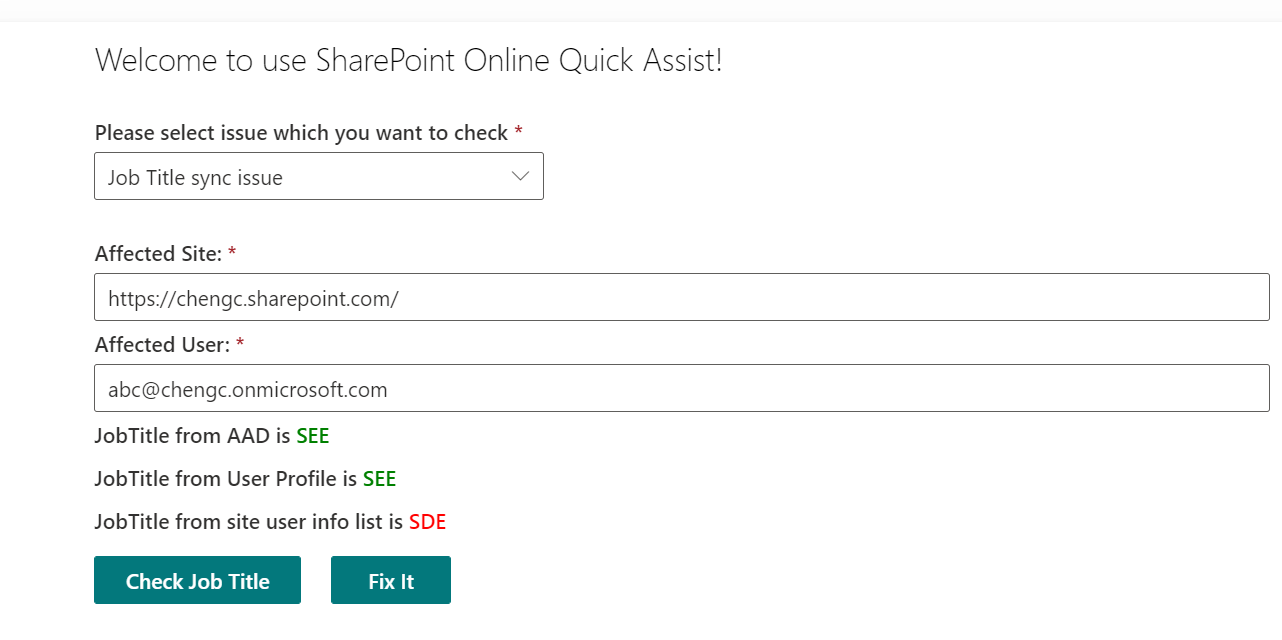 Welcome to use SharePoint Online Quick Assist!
Please select issue which you want to check *
Job Title sync issue
Affected Site: *
https://chengc.sharepoint.com/
Affected User: *
abc@chengc.onmicrosoft.com
JobTitle from AAD is SEE
JobTitle from User Profile is SEE
JobTitle from site user info list is SDE
Check Job Title Fix It